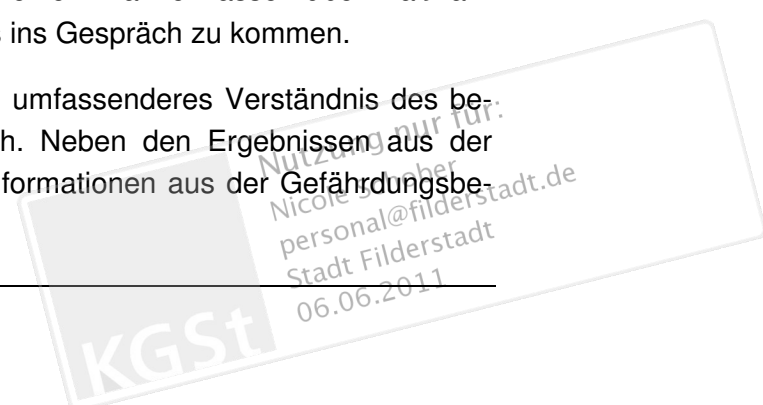 s ins Gespräch zu kommen.
umfassenderes Verständnis des be-
h. Neben den Ergebnissen aus der
formationen aus der Gefährdungsbe-
Nutzung nur für:
Nicole Schober
personal@filderstadt.de
Stadt Filderstadt
06.06.2011
KGSt